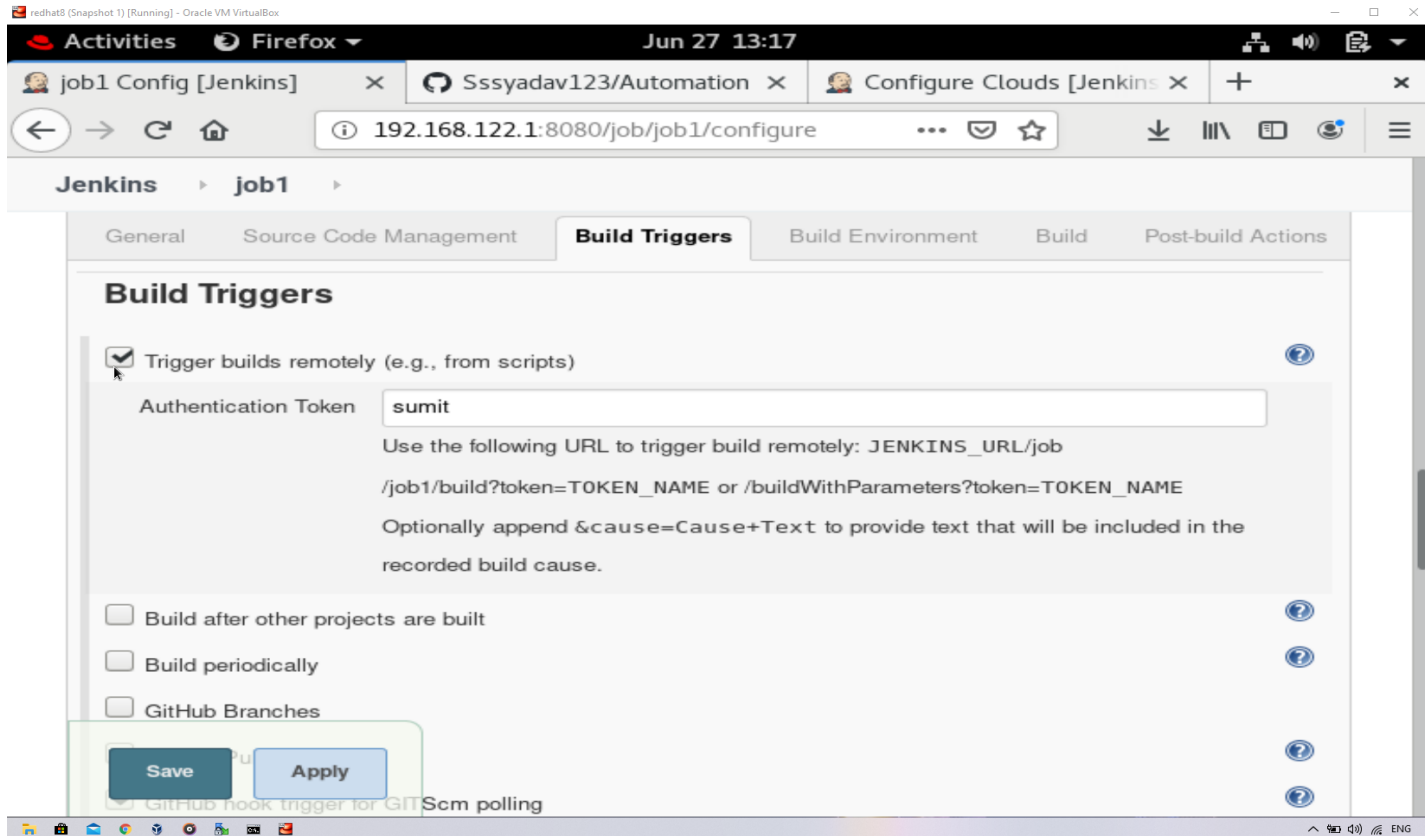 redhat8 (Snapshot 1) [Running] - Oracle VM VirtualBox
Activities Firefox Jun 27 13:17
job1 Config [Jenkins] Sssyadav123/Automation Configure Clouds [Jenkins
192.168.122.1:8080/job/job1/configure
Jenkins job1
General Source Code Management Build Triggers Build Environment Build Post-build Actions
Build Triggers
Trigger builds remotely (e.g., from scripts)
Authentication Token sumit
Use the following URL to trigger build remotely: JENKINS_URL/job
/job1/build?token=TOKEN_NAME or /buildWithParameters?token=TOKEN_NAME
Optionally append &cause=Cause+Text to provide text that will be included in the
recorded build cause.
Build after other projects are built
Build periodically
GitHub Branches
Save Apply
GitHub hook trigger for GITScm polling
ENG